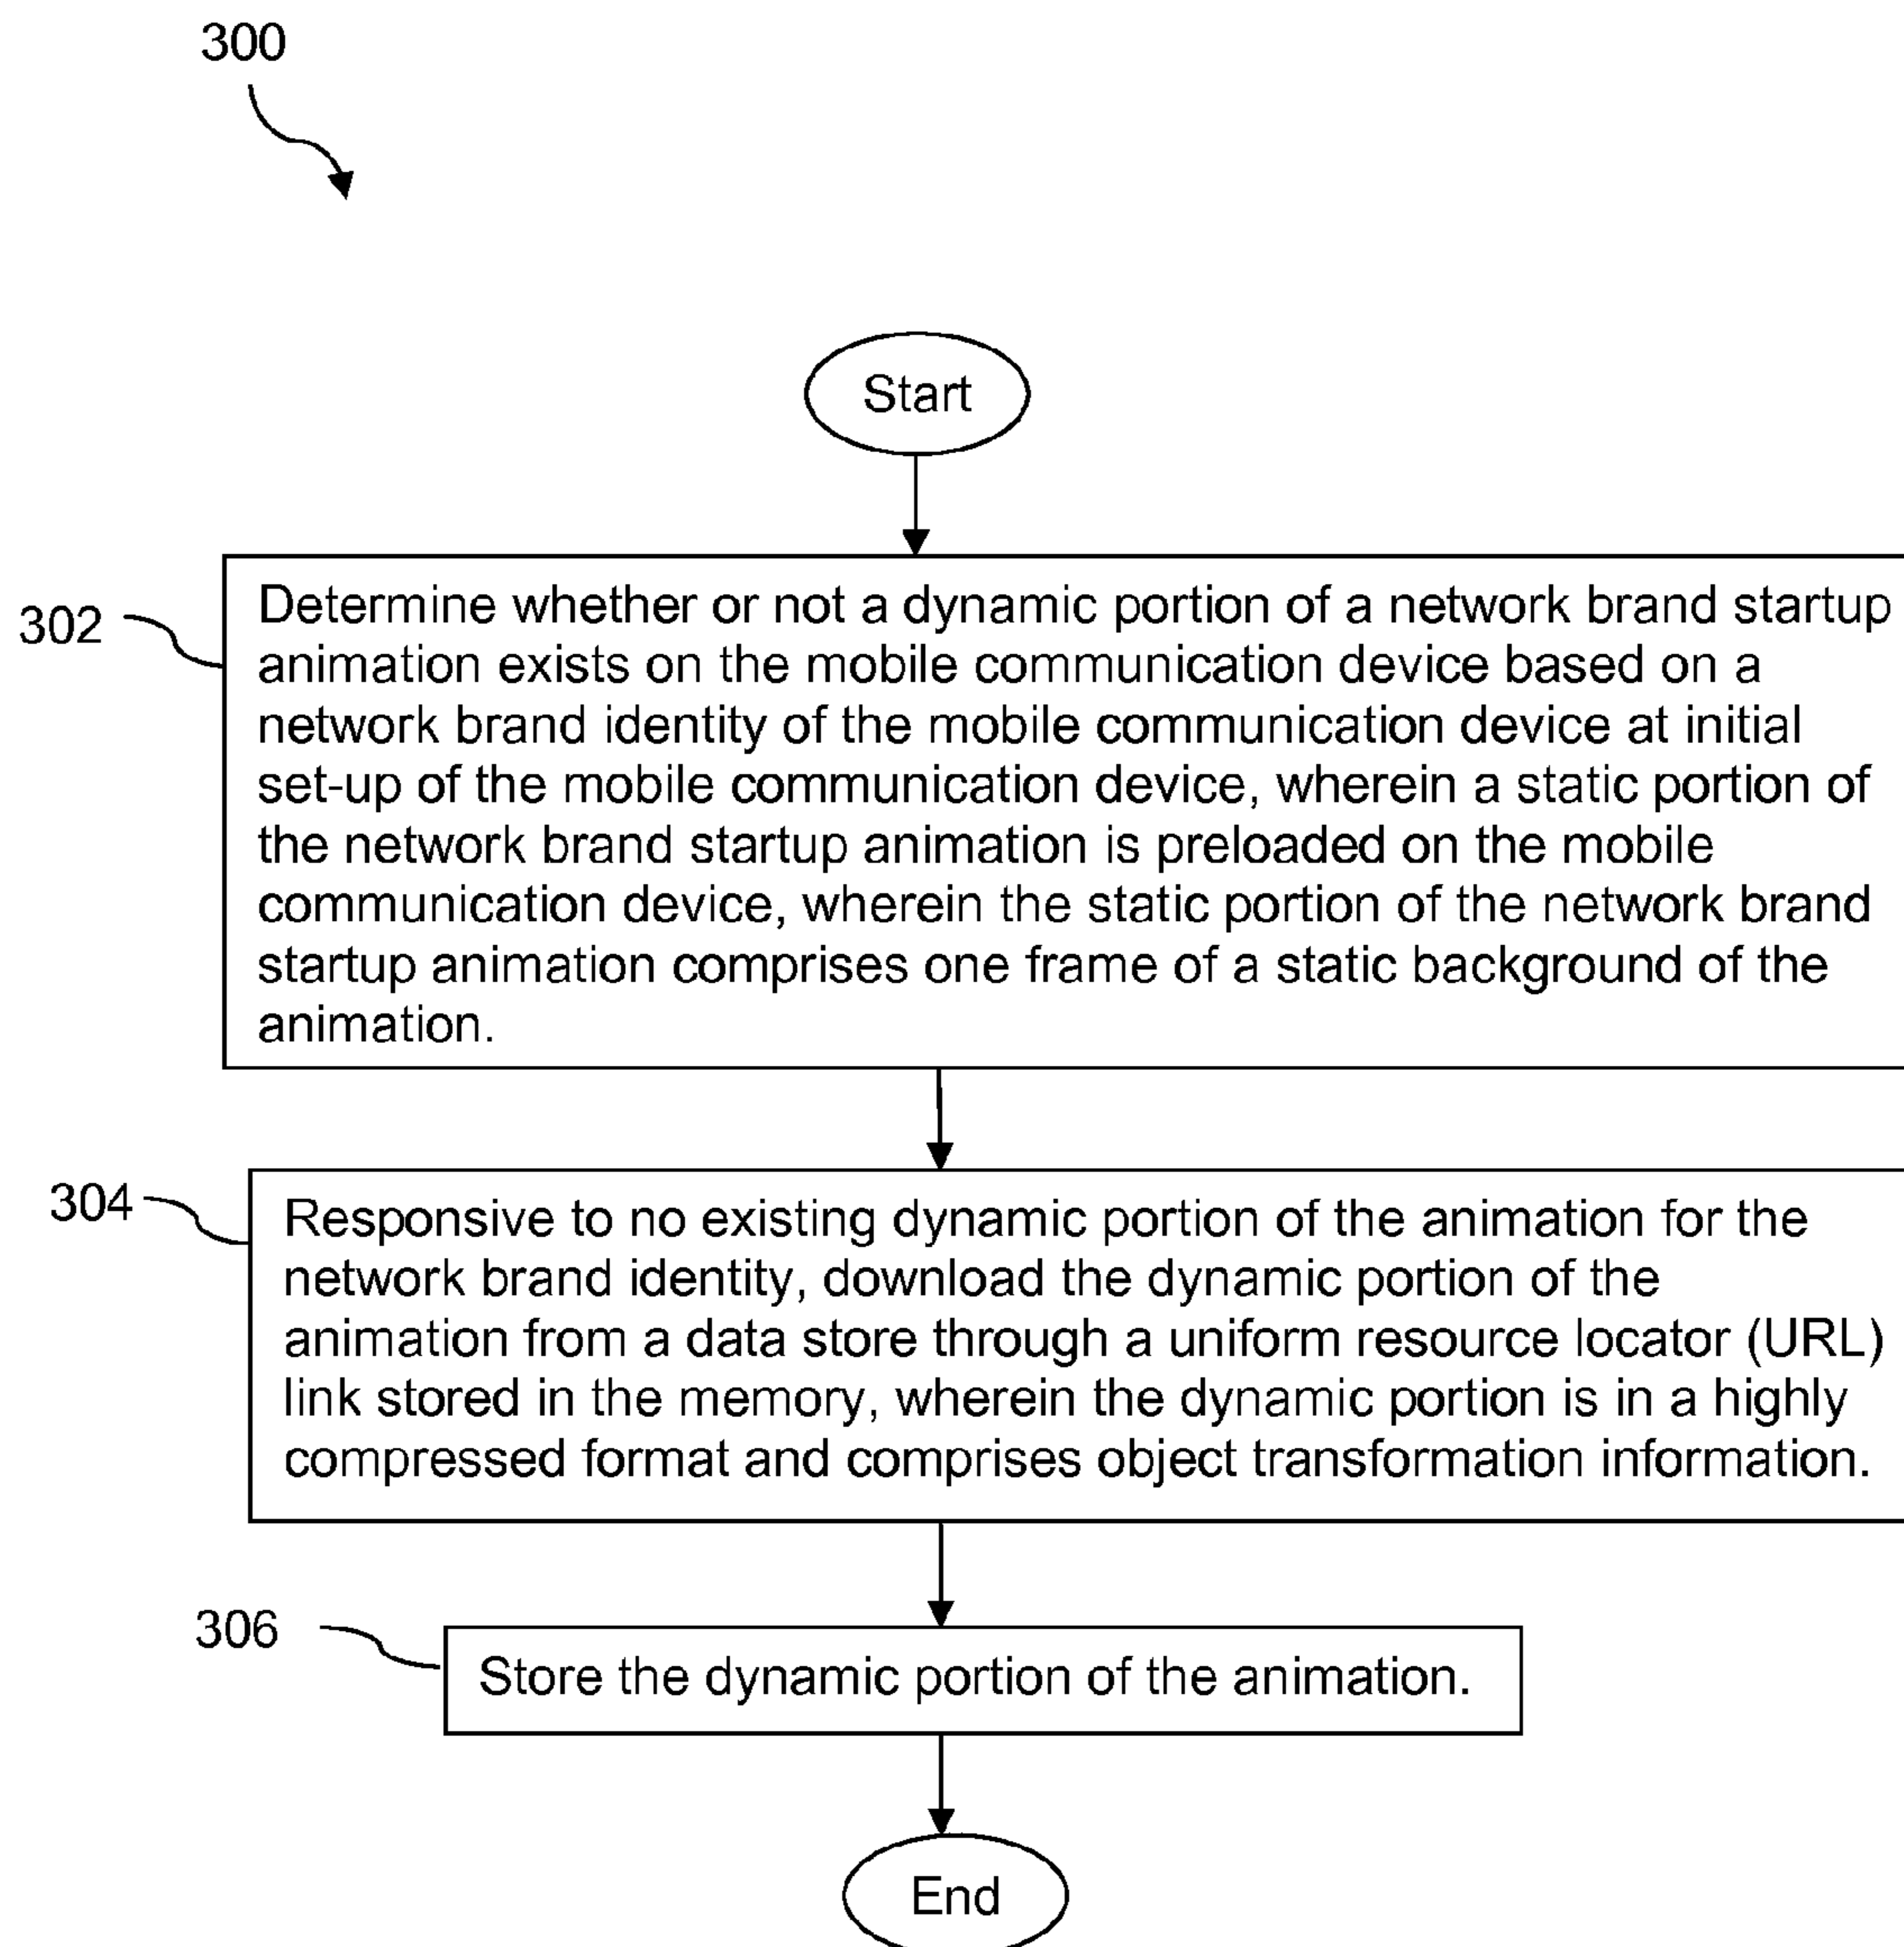 300
Start
302
Determine whether or not a dynamic portion of a network brand startup
animation exists on the mobile communication device based on a
network brand identity of the mobile communication device at initial
set-up of the mobile communication device, wherein a static portion of
the network brand startup animation is preloaded on the mobile
communication device, wherein the static portion of the network brand
startup animation comprises one frame of a static background of the
animation.
304
Responsive to no existing dynamic portion of the animation for the
network brand identity, download the dynamic portion of the
animation from a data store through a uniform resource locator (URL)
link stored in the memory, wherein the dynamic portion is in a highly
compressed format and comprises object transformation information.
306
Store the dynamic portion of the animation.
End